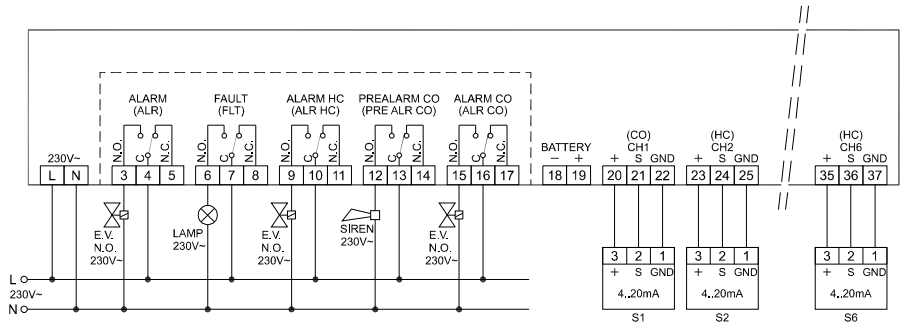 ALARM (ALR)
FAULT (FLT)
ALARM HC (ALR HC)
PREALARM CO (PRE ALR CO)
ALARM CO (ALR CO)
230V~
N.O. C N.C.
N.O. C N.C.
N.O. C N.C.
N.O. C N.C.
N.O. C N.C.
BATTERY
- +
(CO) CH1
+ S GND
(HC) CH2
+ S GND
(HC) CH6
+ S GND
L N 3 4 5 6 7 8 9 10 11 12 13 14 15 16 17 18 19 20 21 22 23 24 25 35 36 37
E.V. N.O. 230V~
LAMP 230V~
E.V. N.O. 230V~
SIREN 230V~
E.V. N.O. 230V~
L
230V~
N
3 2 1
+ S GND
4..20mA
S1
3 2 1
+ S GND
4..20mA
S2
3 2 1
+ S GND
4..20mA
S6